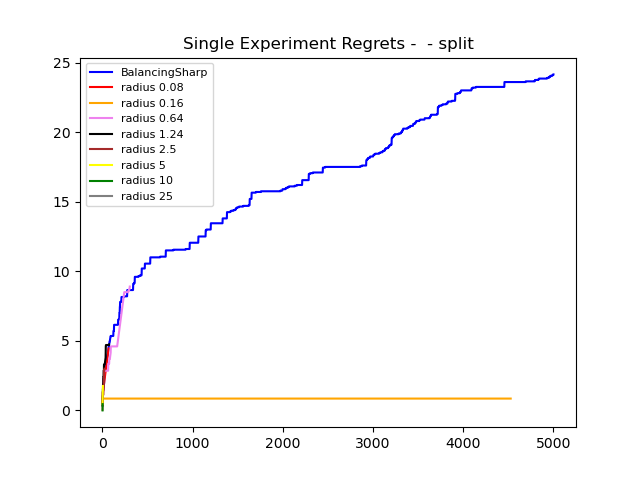 Single Experiment Regrets -  - split
25
20
15
10
5
0
BalancingSharp
radius 0.08
radius 0.16
radius 0.64
radius 1.24
radius 2.5
radius 5
radius 10
radius 25
0 1000 2000 3000 4000 5000